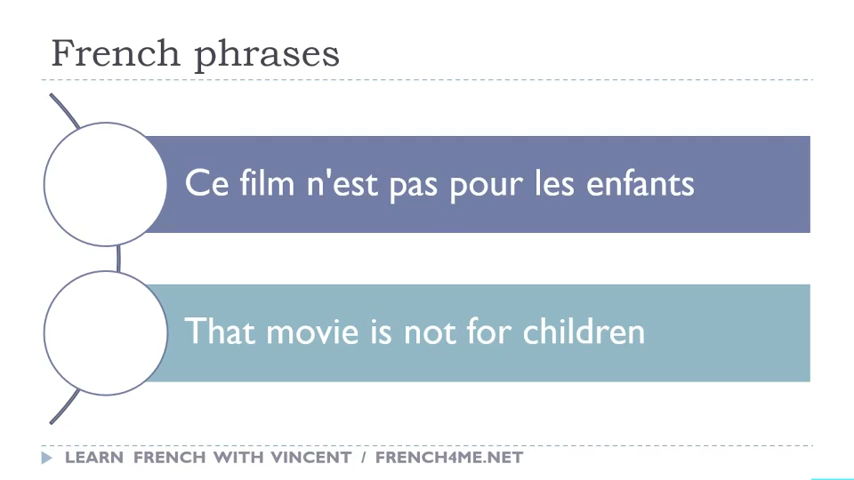 French phrases
Ce film n'est pas pour les enfants
That movie is not for children
LEARN FRENCH WITH VINCENT / FRENCH4ME.NET